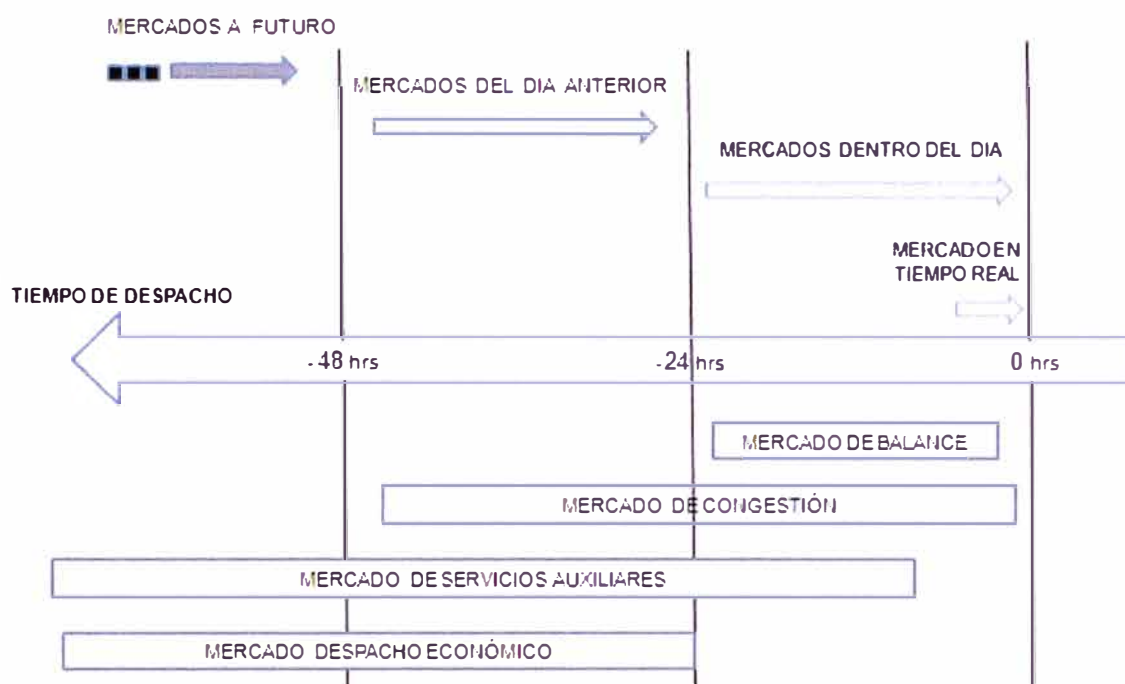 MERCADOS A FUTURO
MERCADOS DEL DIA ANTERIOR
MERCADOS DENTRO DEL DIA
MERCADO EN
TIEMPO REAL
TIEMPO DE DESPACHO
-48 hrs
-24 hrs
0 hrs
MERCADO DE BALANCE
MERCADO DE CONGESTIÓN
MERCADO DE SERVICIOS AUXILIARES
MERCADO DESPACHO ECONÓMICO